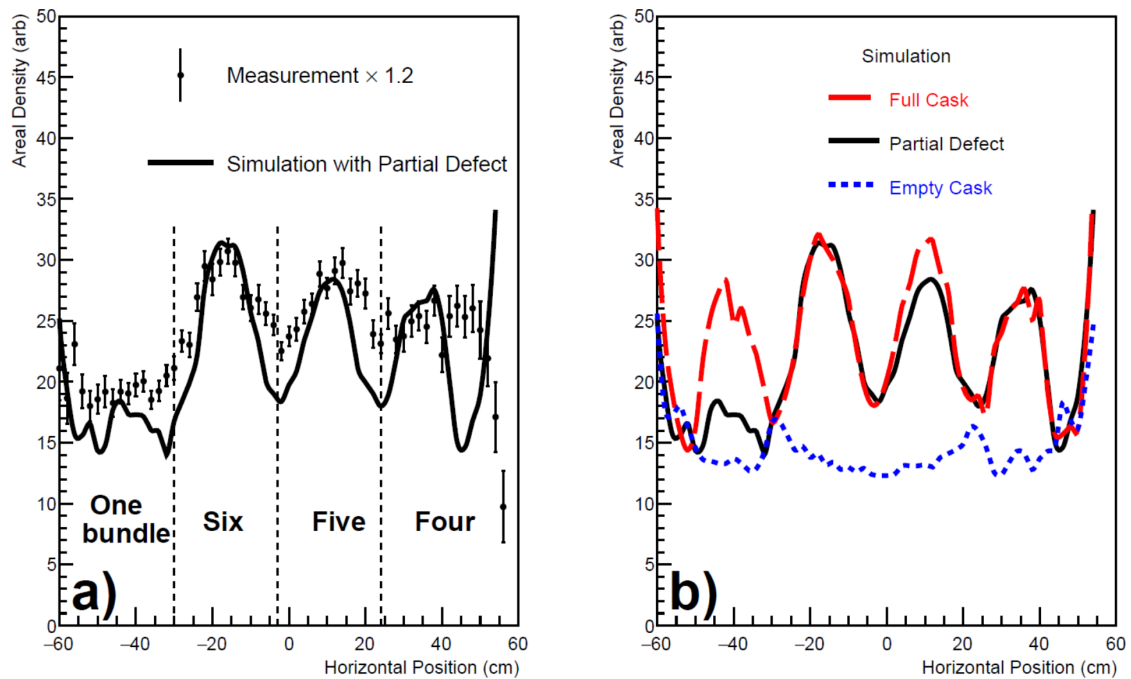 50
45
40
35
30
25
20
15
10
5
0
Areal Density (arb)
Measurement × 1.2
Simulation with Partial Defect
One
bundle
Six
Five
Four
a)
−60 −40 −20 0 20 40 60
Horizontal Position (cm)
50
45
40
35
30
25
20
15
10
5
0
Areal Density (arb)
Simulation
Full Cask
Partial Defect
Empty Cask
b)
−60 −40 −20 0 20 40 60
Horizontal Position (cm)